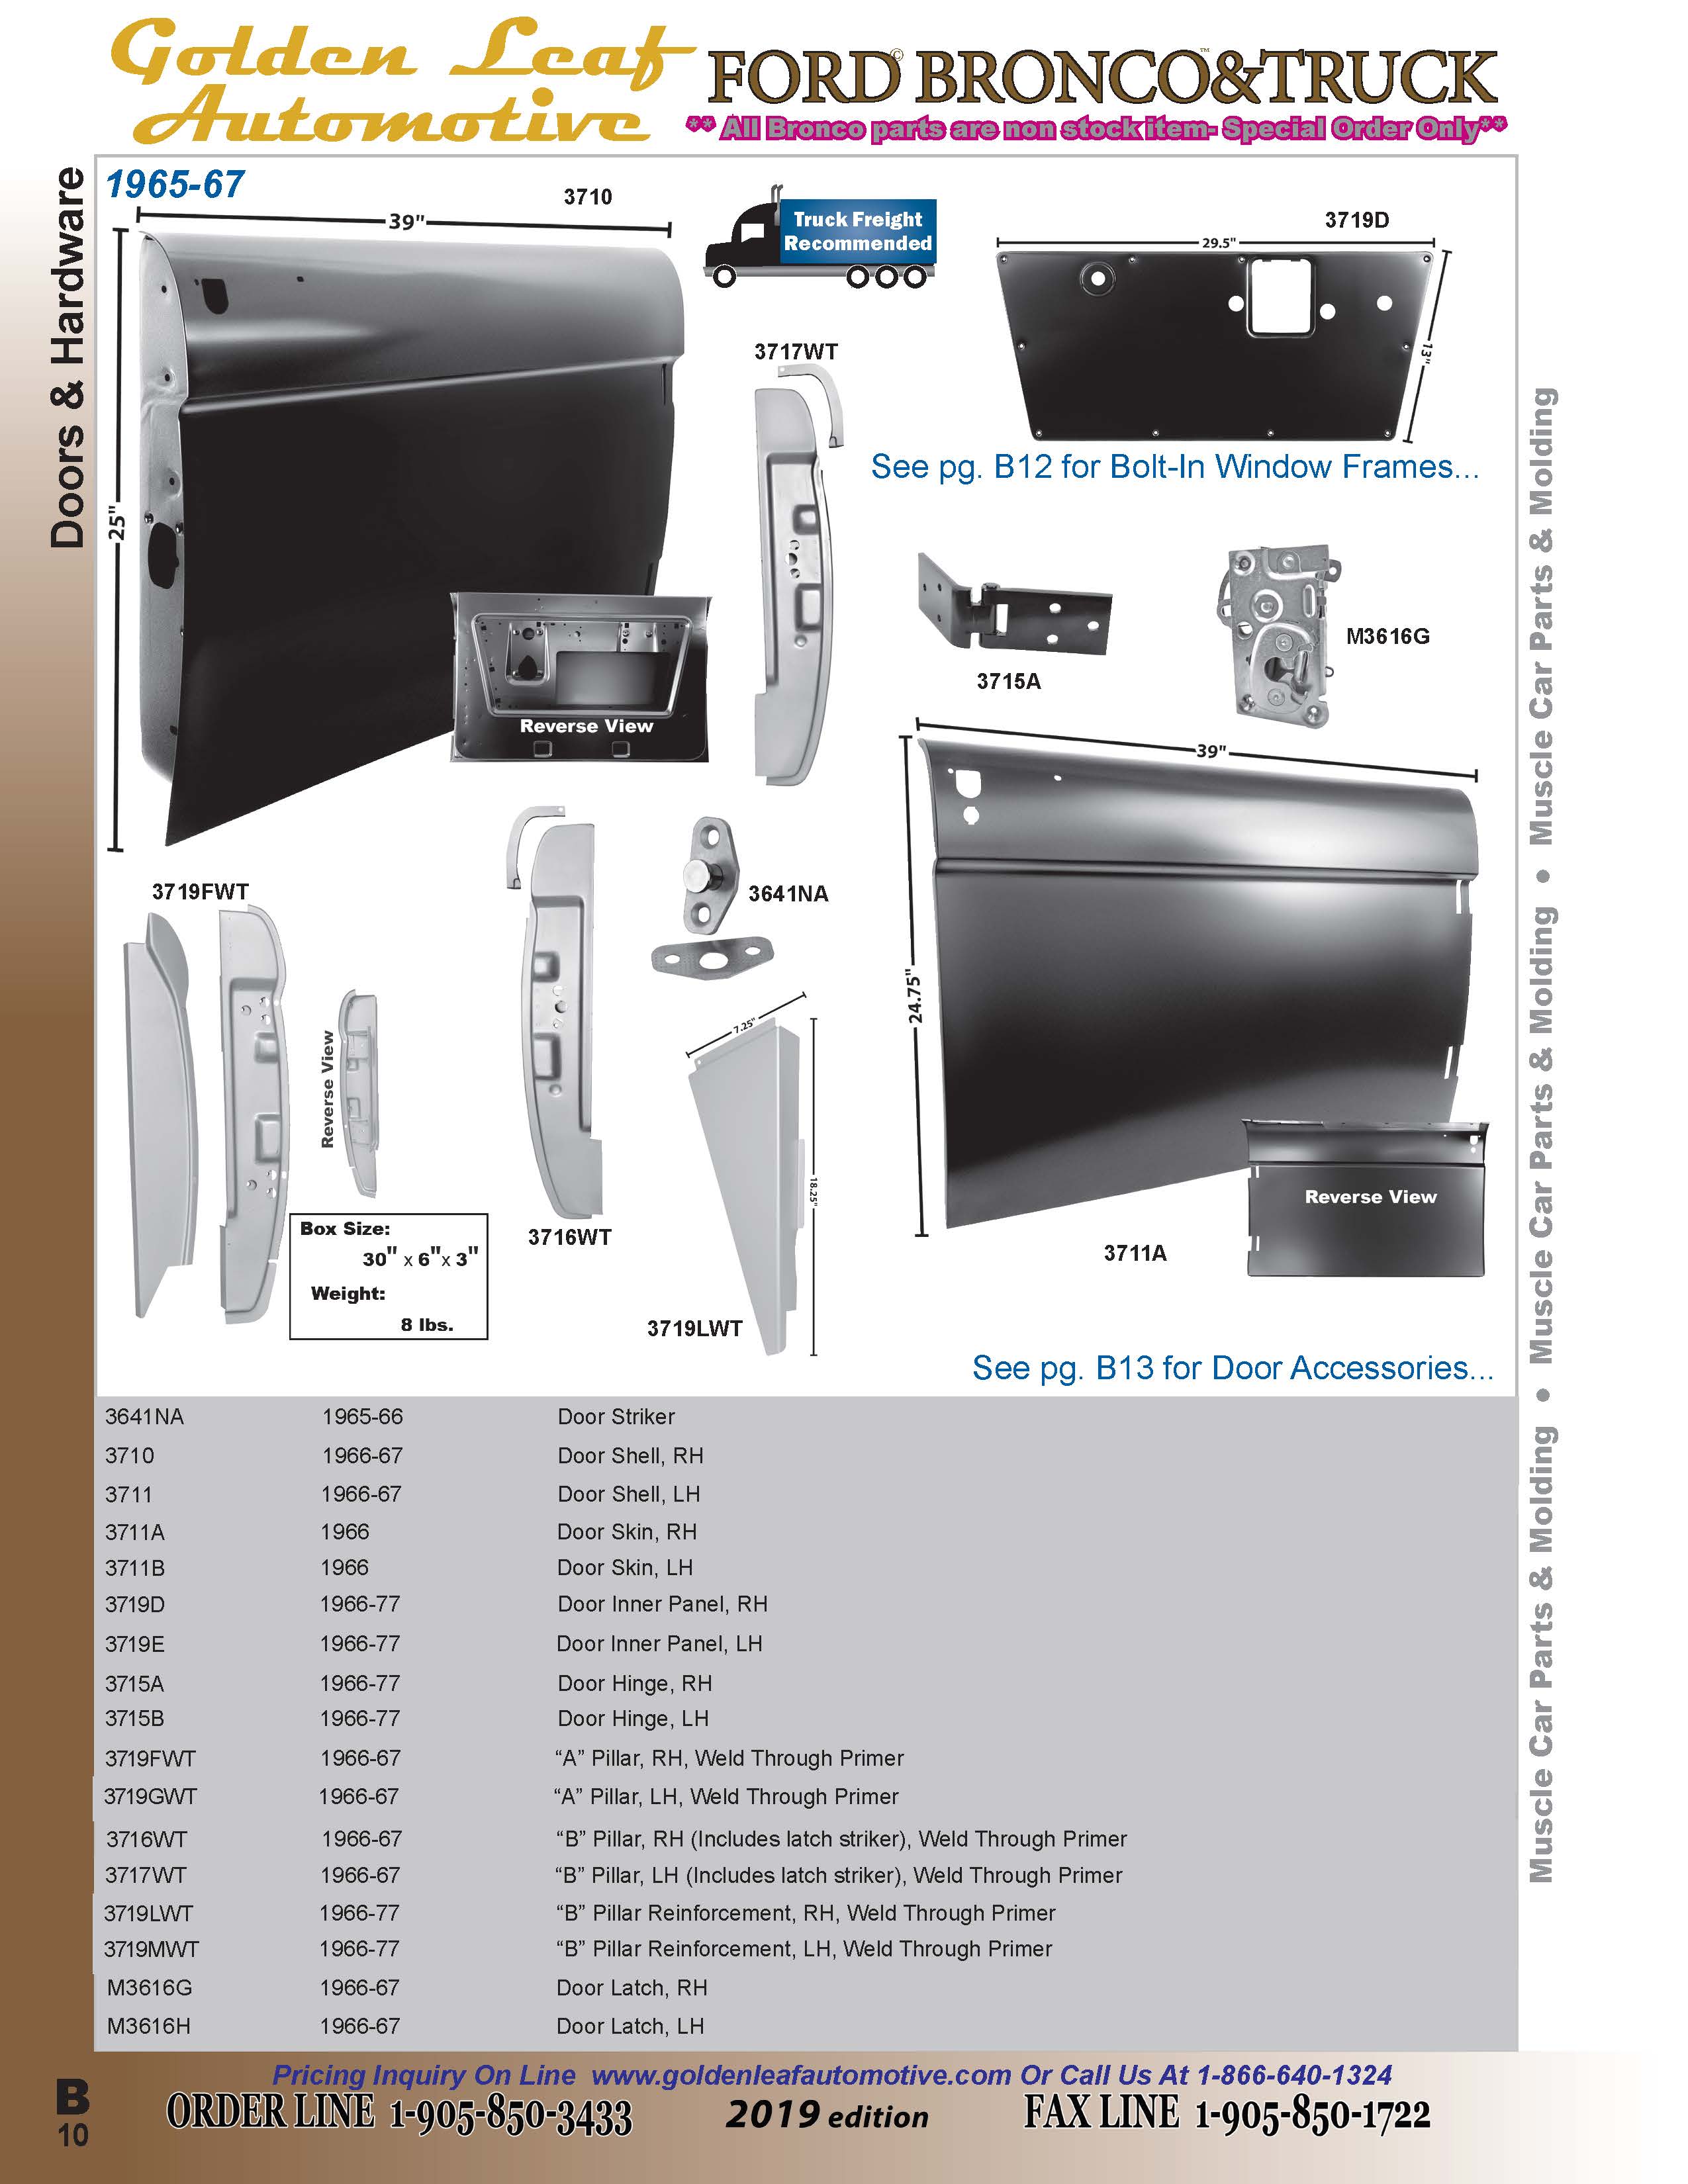 Golden Leaf
Automotive
FORD© BRONCO™&TRUCK
** All Bronco parts are non stock item- Special Order Only**
Doors & Hardware
1965-67
3710
39"
25"
Truck Freight
Recommended
3719D
29.5"
13"
3717WT
See pg. B12 for Bolt-In Window Frames...
3715A
M3616G
Reverse View
39"
24.75"
3719FWT
3641NA
Reverse View
7.25"
18.25"
Box Size:
30" x 6"x 3"
Weight:
8 lbs.
3716WT
3719LWT
3711A
Reverse View
See pg. B13 for Door Accessories...
3641NA 1965-66 Door Striker
3710 1966-67 Door Shell, RH
3711 1966-67 Door Shell, LH
3711A 1966 Door Skin, RH
3711B 1966 Door Skin, LH
3719D 1966-77 Door Inner Panel, RH
3719E 1966-77 Door Inner Panel, LH
3715A 1966-77 Door Hinge, RH
3715B 1966-77 Door Hinge, LH
3719FWT 1966-67 “A” Pillar, RH, Weld Through Primer
3719GWT 1966-67 “A” Pillar, LH, Weld Through Primer
3716WT 1966-67 “B” Pillar, RH (Includes latch striker), Weld Through Primer
3717WT 1966-67 “B” Pillar, LH (Includes latch striker), Weld Through Primer
3719LWT 1966-77 “B” Pillar Reinforcement, RH, Weld Through Primer
3719MWT 1966-77 “B” Pillar Reinforcement, LH, Weld Through Primer
M3616G 1966-67 Door Latch, RH
M3616H 1966-67 Door Latch, LH
Muscle Car Parts & Molding • Muscle Car Parts & Molding • Muscle Car Parts & Molding
Pricing Inquiry On Line www.goldenleafautomotive.com Or Call Us At 1-866-640-1324
B
10
ORDER LINE 1-905-850-3433
2019 edition
FAX LINE 1-905-850-1722